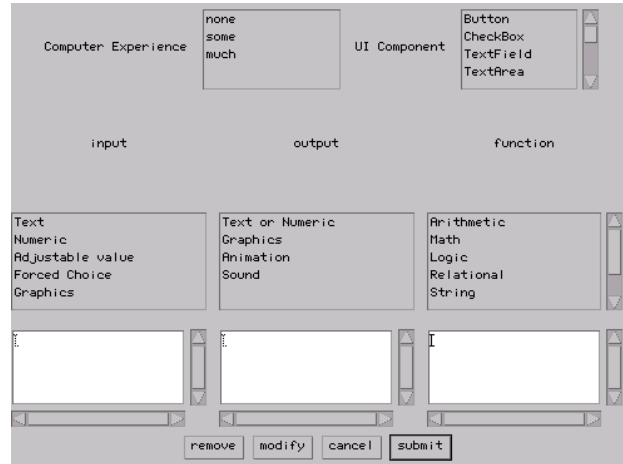 none
some
much
Computer Experience
UI Component
Button
CheckBox
TextField
TextArea
input
output
function
Text
Numeric
Adjustable value
Forced Choice
Graphics
Text or Numeric
Graphics
Animation
Sound
Arithmetic
Math
Logic
Relational
String
remove
modify
cancel
submit